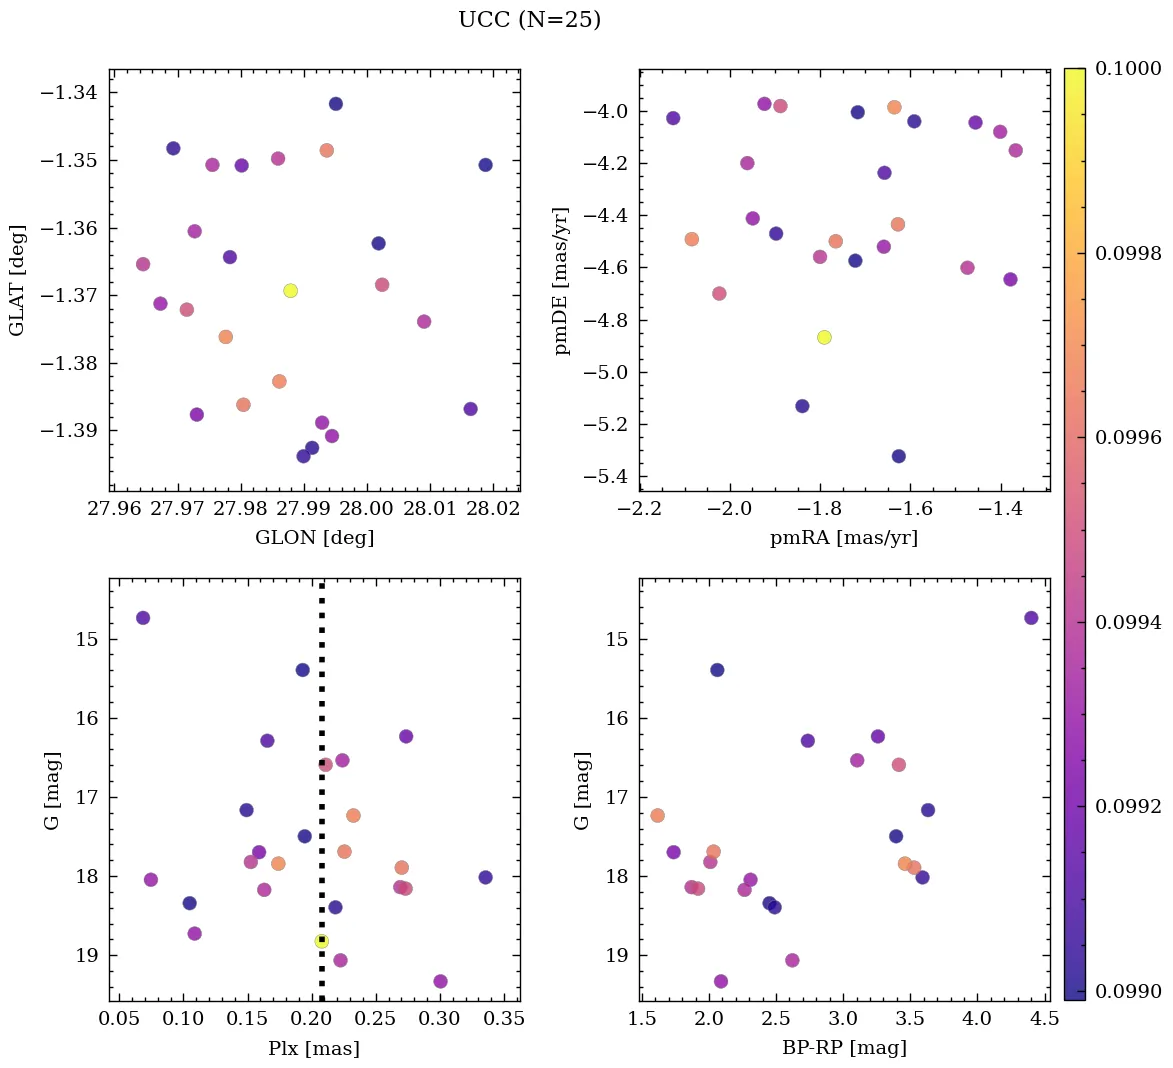 UCC (N=25)
−1.34
−1.35
−1.36
−1.37
−1.38
−1.39
GLAT [deg]
27.96 27.97 27.98 27.99 28.00 28.01 28.02
GLON [deg]
−4.0
−4.2
−4.4
−4.6
−4.8
−5.0
−5.2
−5.4
pmDE [mas/yr]
−2.2 −2.0 −1.8 −1.6 −1.4
pmRA [mas/yr]
15
16
17
18
19
G [mag]
0.05 0.10 0.15 0.20 0.25 0.30 0.35
Plx [mas]
15
16
17
18
19
G [mag]
1.5 2.0 2.5 3.0 3.5 4.0 4.5
BP-RP [mag]
0.1000
0.0998
0.0996
0.0994
0.0992
0.0990